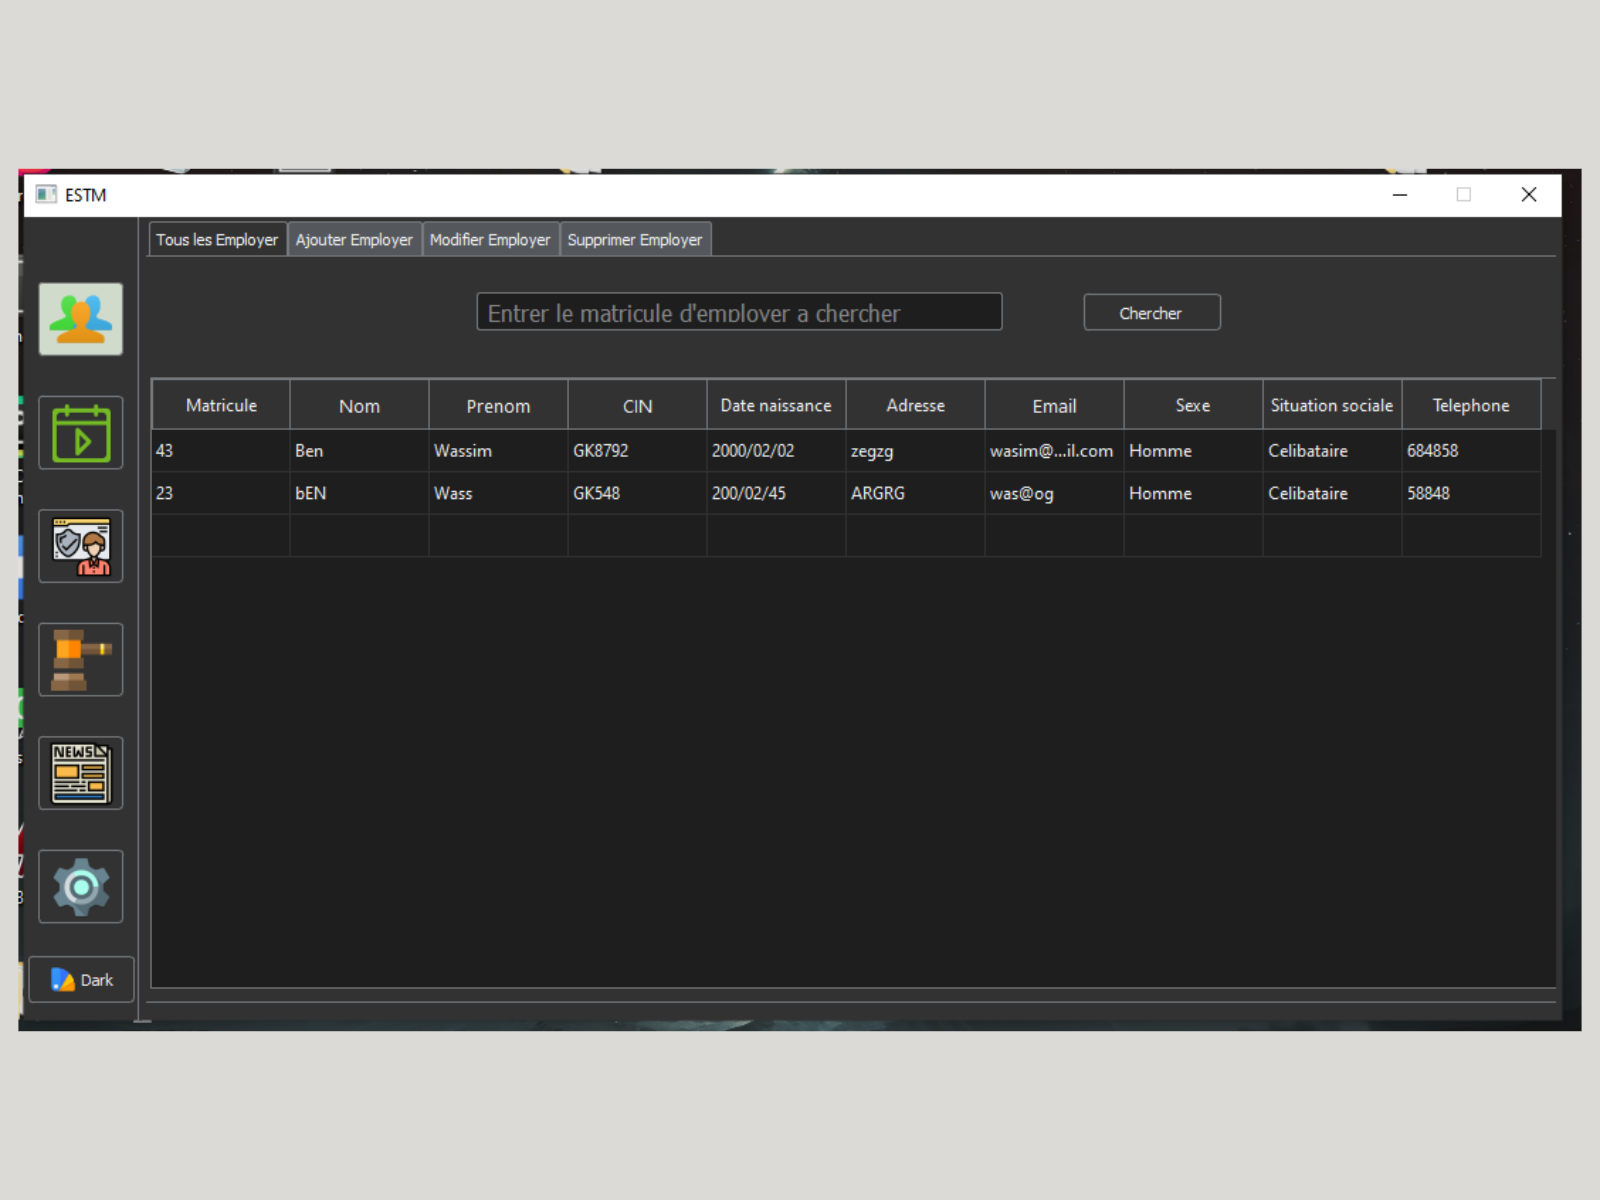 ESTM
Tous les Employer Ajouter Employer Modifier Employer Supprimer Employer
Entrer le matricule d'employer a chercher Chercher
Matricule Nom Prenom CIN Date naissance Adresse Email Sexe Situation sociale Telephone
43 Ben Wassim GK8792 2000/02/02 zegzg wasim@...il.com Homme Celibataire 684858
23 bEN Wass GK548 200/02/45 ARGRG was@og Homme Celibataire 58848
NEWS
Dark